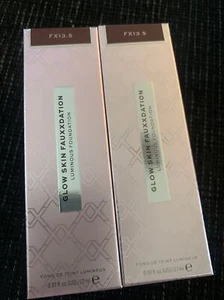 FX13.5
GLOW SKIN FAUXXDATION
LUMINOUS FOUNDATION
FOND DE TEINT LUMINEUX
FX13.5
GLOW SKIN FAUXXDATION
LUMINOUS FOUNDATION
FOND DE TEINT LUMINEUX